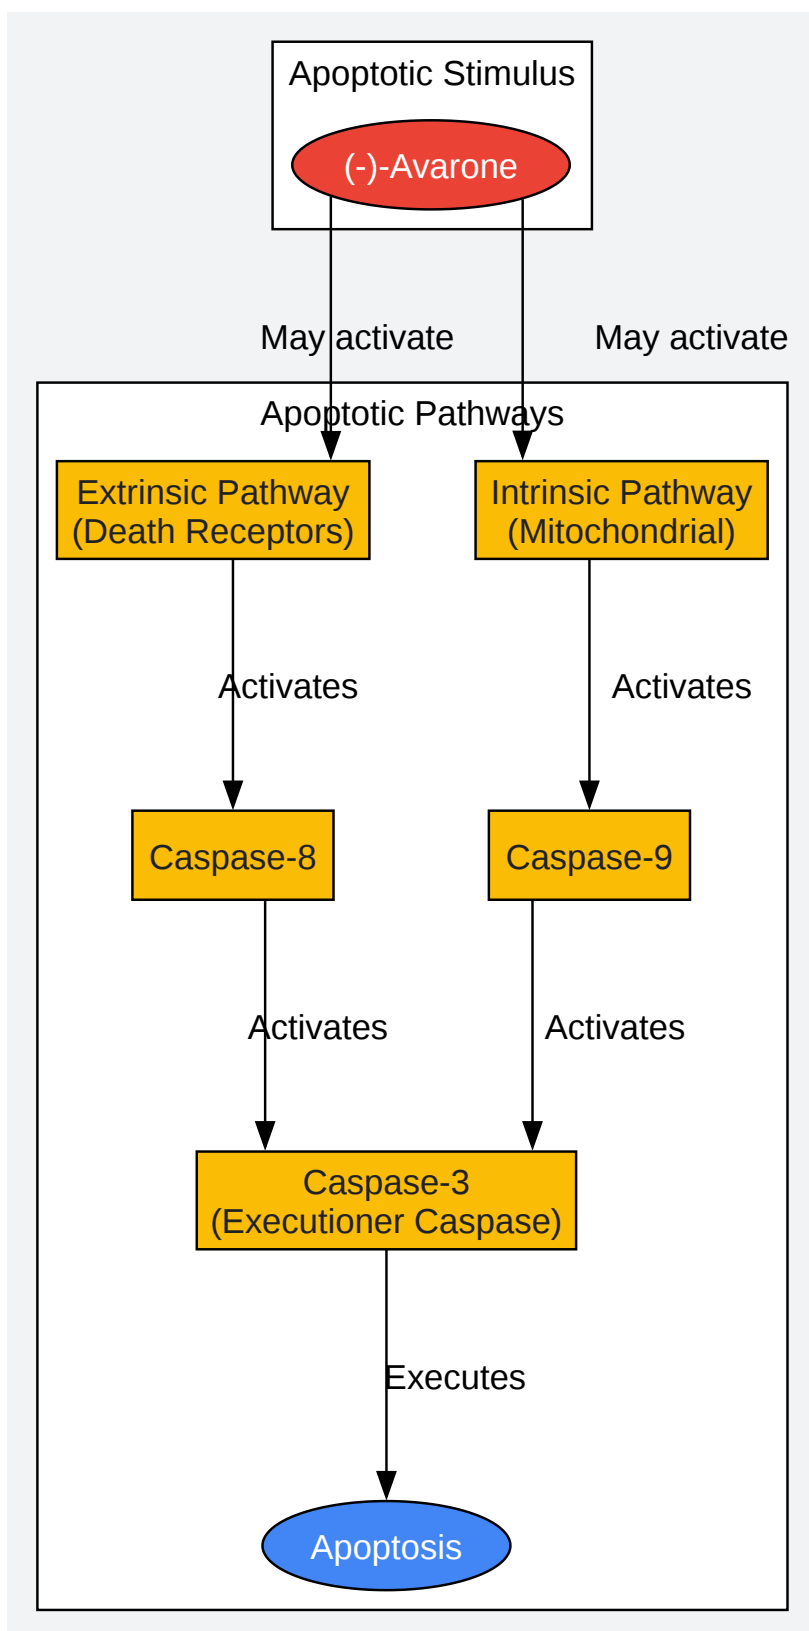 Apoptotic Stimulus
(-)-Avarone
May activate
May activate
Apoptotic Pathways
Extrinsic Pathway
(Death Receptors)
Intrinsic Pathway
(Mitochondrial)
Activates
Activates
Caspase-8
Caspase-9
Activates
Activates
Caspase-3
(Executioner Caspase)
Executes
Apoptosis